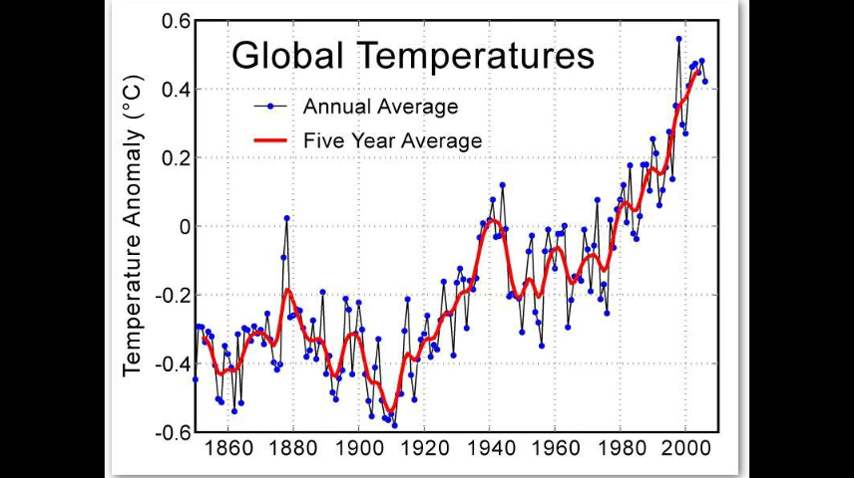 Global Temperatures
Annual Average
Five Year Average
Temperature Anomaly (°C)
0.6
0.4
0.2
0
-0.2
-0.4
-0.6
1860 1880 1900 1920 1940 1960 1980 2000